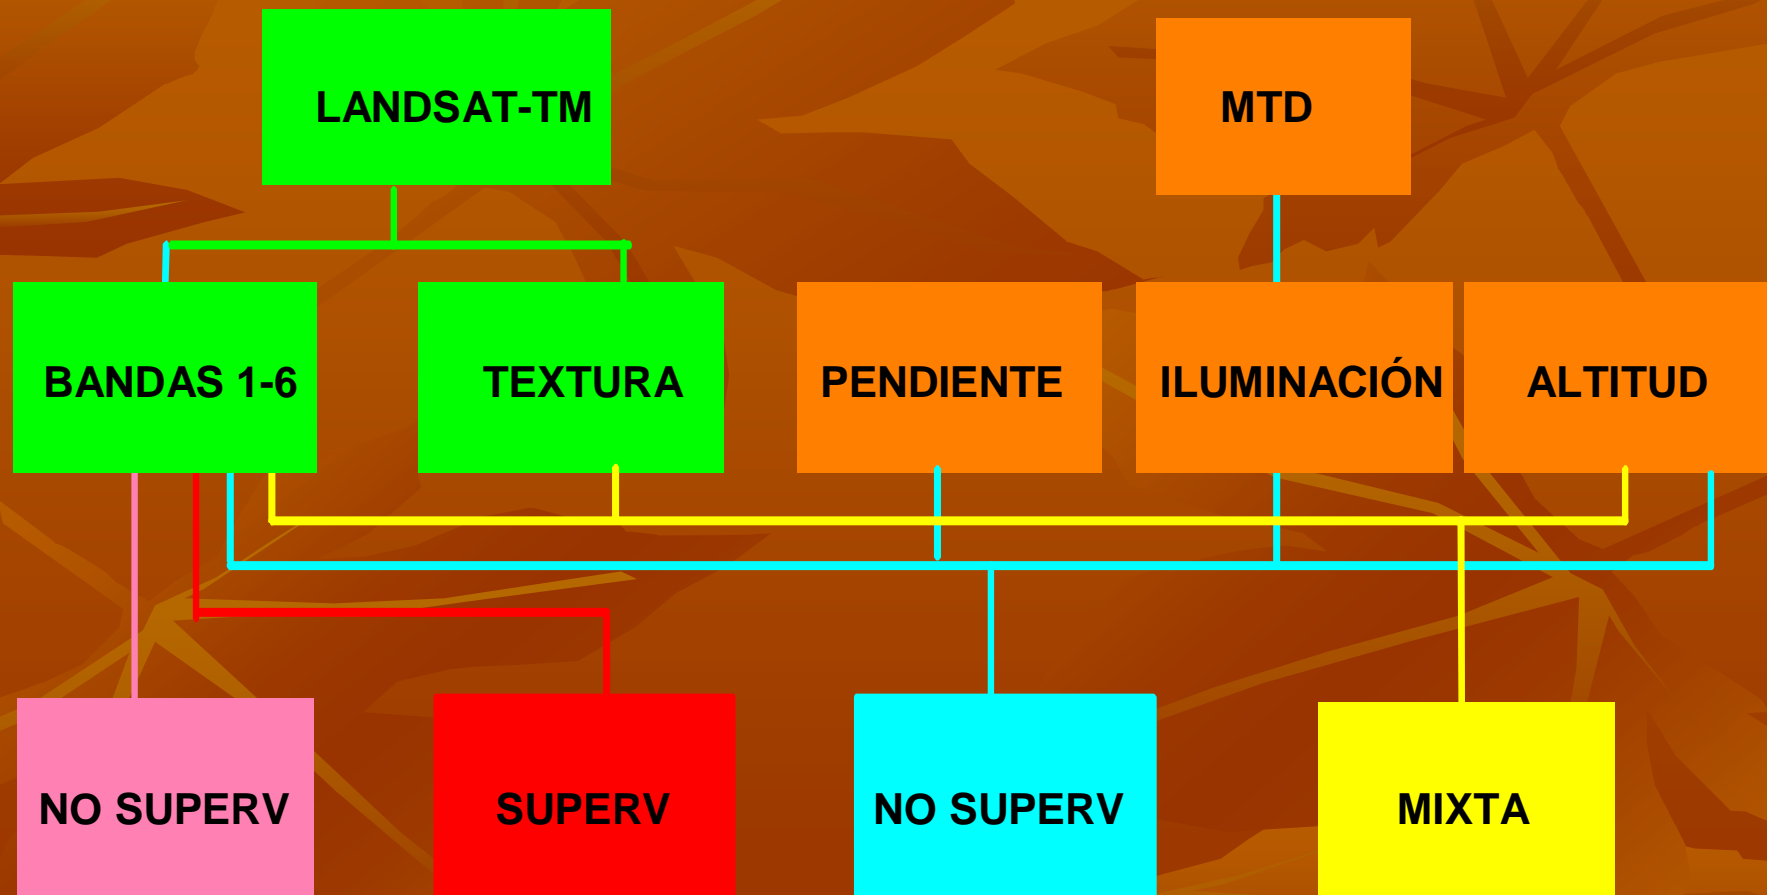 LANDSAT-TM
MTD
BANDAS 1-6
TEXTURA
PENDIENTE
ILUMINACIÓN
ALTITUD
NO SUPERV
SUPERV
NO SUPERV
MIXTA